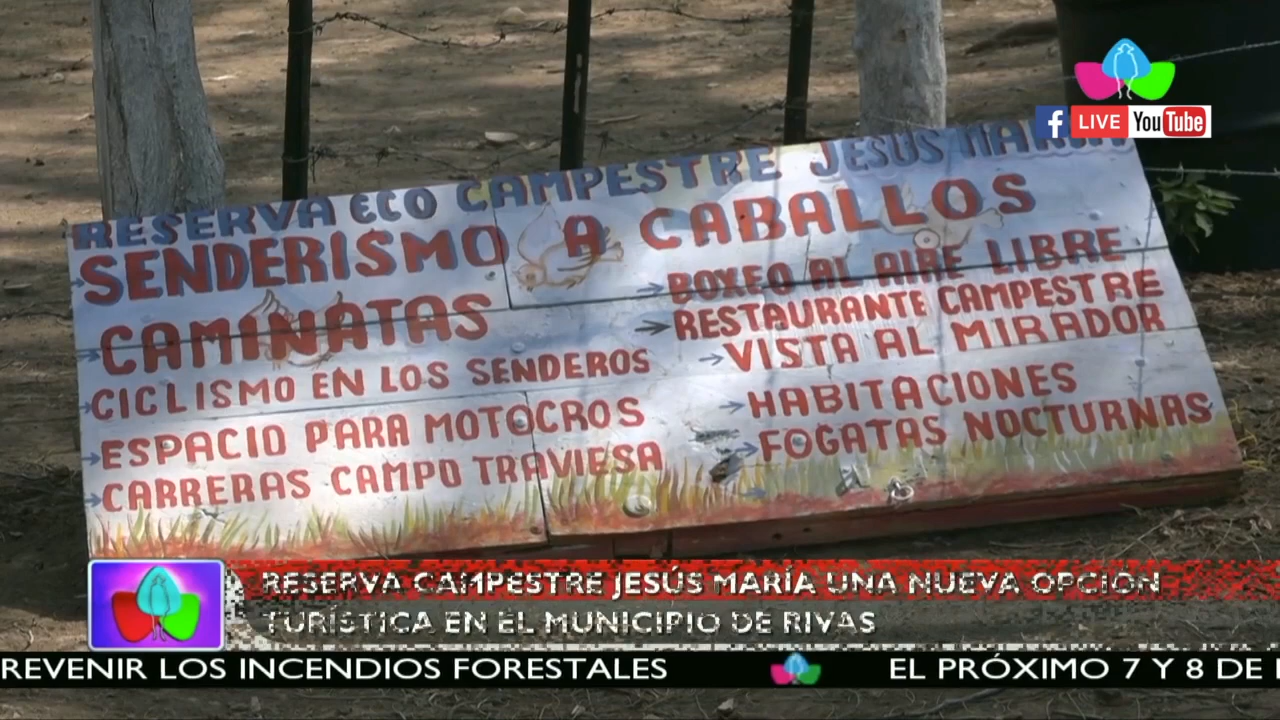 f LIVE YouTube
RESERVA ECO CAMPESTRE JESUS MARIA
SENDERISMO A CABALLOS
CAMINATAS
CICLISMO EN LOS SENDEROS
ESPACIO PARA MOTOCROS
CARRERAS CAMPO TRAVIESA
BOXEO AL AIRE LIBRE
RESTAURANTE CAMPESTRE
VISTA AL MIRADOR
HABITACIONES
FOGATAS NOCTURNAS
RESERVA CAMPESTRE JESÚS MARÍA UNA NUEVA OPCIÓN
TURÍSTICA EN EL MUNICIPIO DE RIVAS
REVENIR LOS INCENDIOS FORESTALES EL PRÓXIMO 7 Y 8 DE